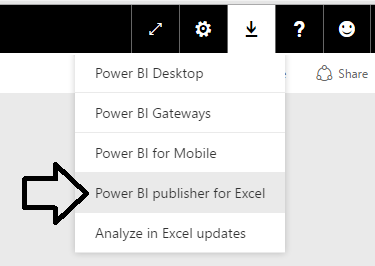 ?
Power BI Desktop
Share
Power BI Gateways
Power BI for Mobile
Power BI publisher for Excel
Analyze in Excel updates